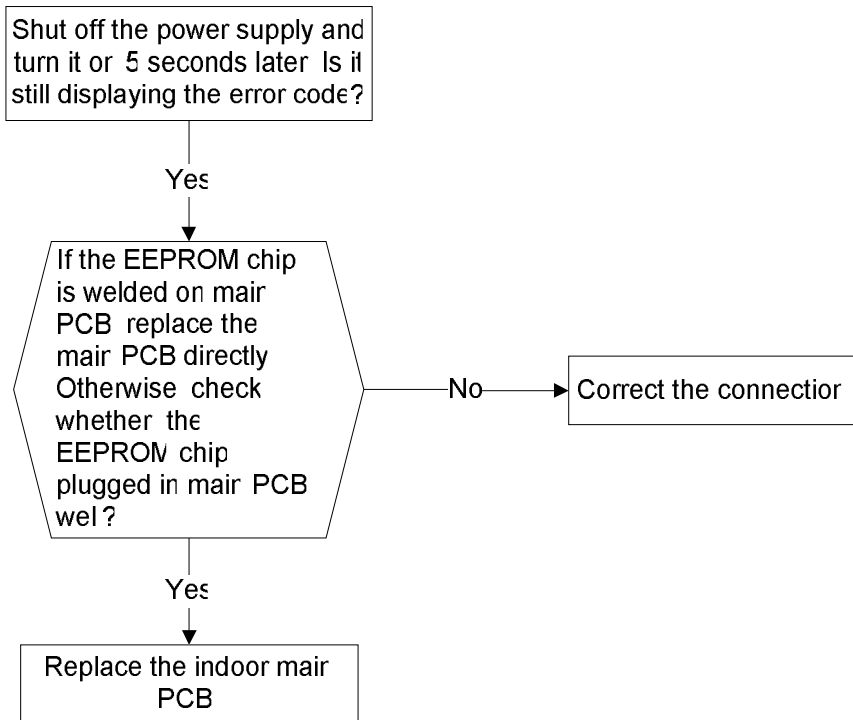 Shut off the power supply and
turn it or 5 seconds later Is it
still displaying the error code?
Yes
If the EEPROM chip
is welded on mair
PCB replace the
mair PCB directly
Otherwise check
whether the
EEPROM chip
plugged in mair PCB
wel ?
No
Correct the connectior
Yes
Replace the indoor mair
PCB